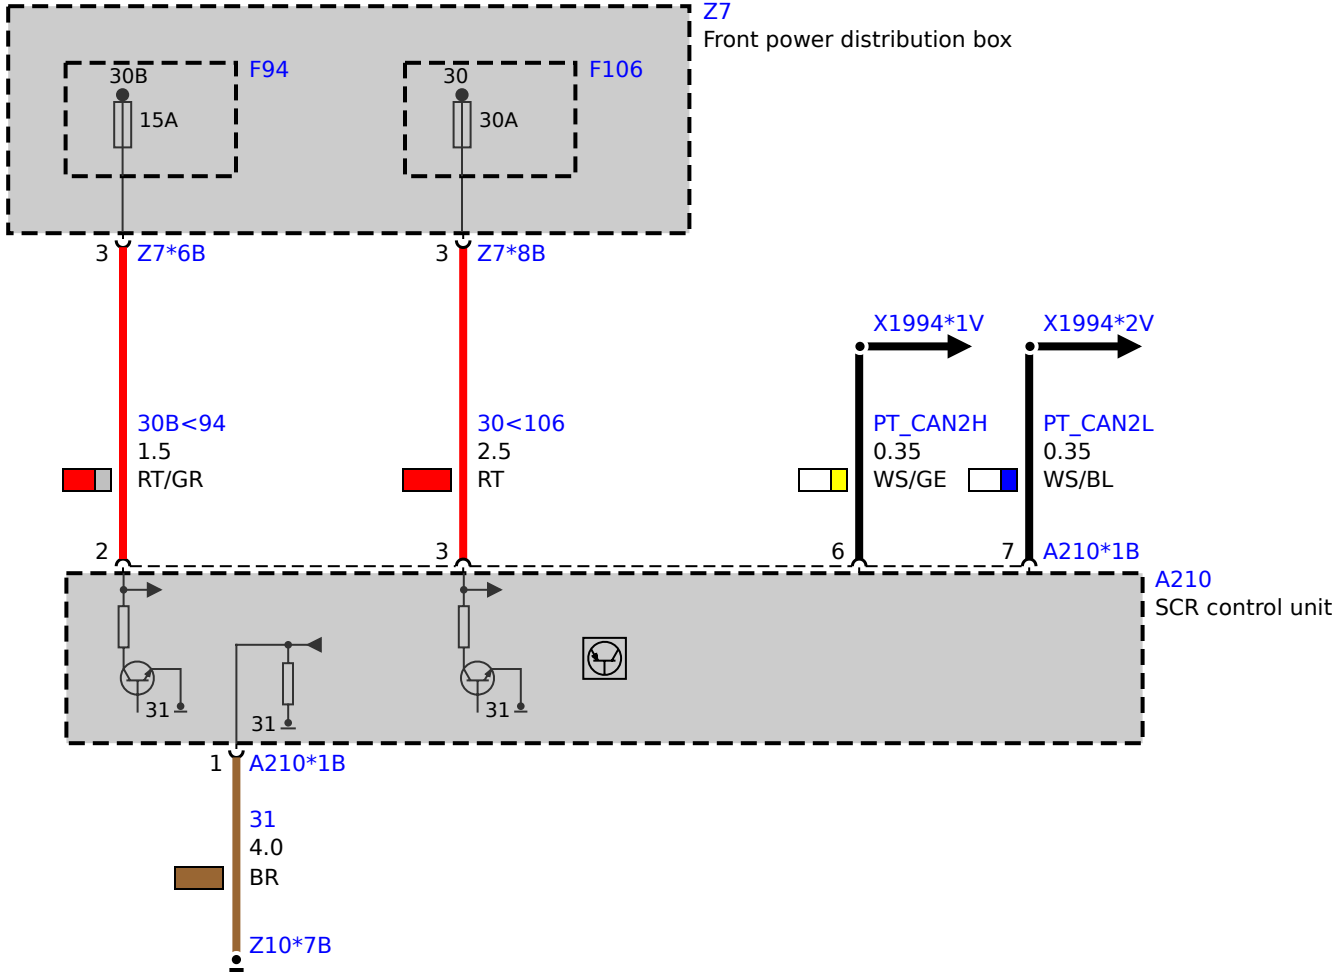 Z7
Front power distribution box
30B
F94
30
F106
15A
30A
3
Z7*6B
3
Z7*8B
X1994*1V
X1994*2V
30B<94
30<106
PT_CAN2H
PT_CAN2L
1.5
2.5
0.35
0.35
RT/GR
RT
WS/GE
WS/BL
2
3
6
7
A210*1B
A210
SCR control unit
31
31
31
1
A210*1B
31
4.0
BR
Z10*7B